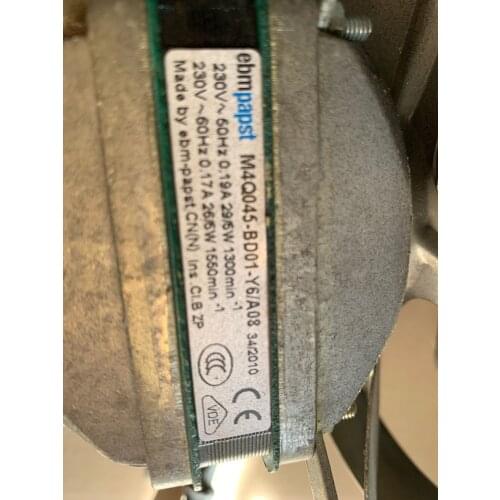 ebmpapst M4Q045-BD01-Y6/A08 34/2010
230V ~ 50Hz 0,19A 29/5W 1300min -1
230V ~ 60Hz 0,17A 26/5W 1550min -1
Made by ebm-papst CN(N) Ins.Cl.B ZP
CCC VDE CE